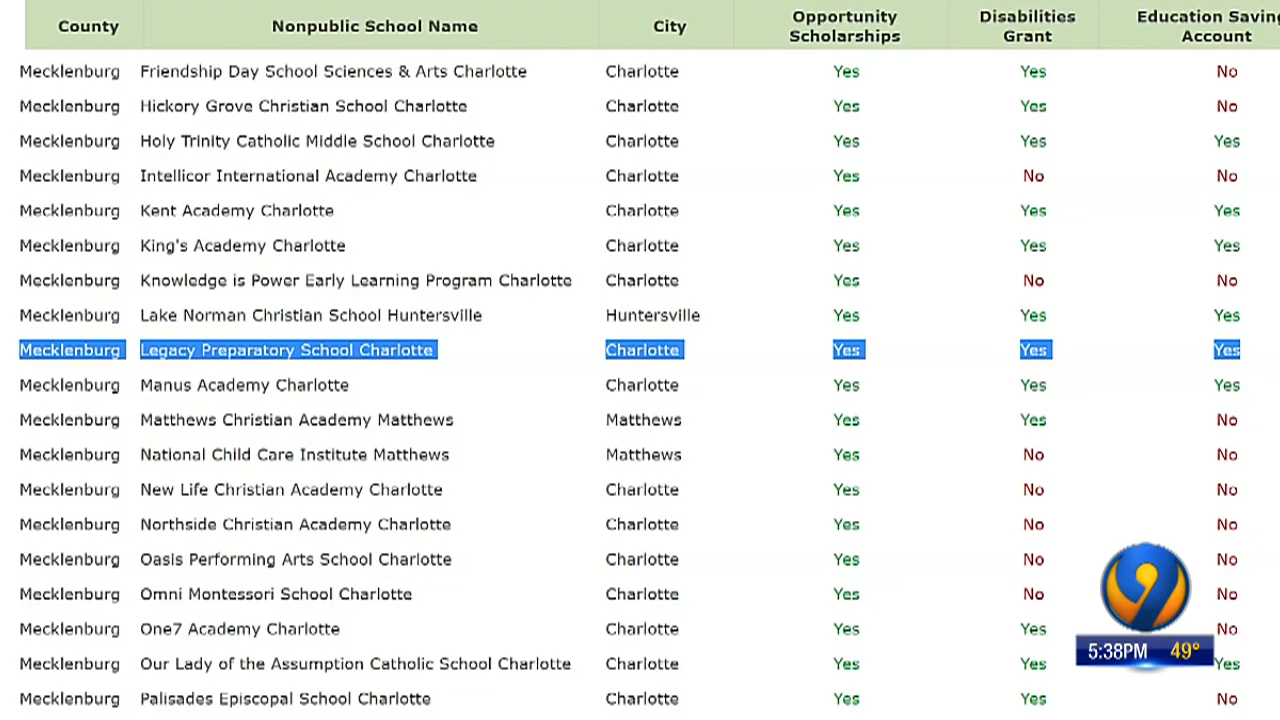 County Nonpublic School Name City Opportunity Scholarships Disabilities Grant Education Saving Account
Mecklenburg Friendship Day School Sciences & Arts Charlotte Charlotte Yes Yes No
Mecklenburg Hickory Grove Christian School Charlotte Charlotte Yes Yes No
Mecklenburg Holy Trinity Catholic Middle School Charlotte Charlotte Yes Yes Yes
Mecklenburg Intellicor International Academy Charlotte Charlotte Yes No No
Mecklenburg Kent Academy Charlotte Charlotte Yes Yes Yes
Mecklenburg King's Academy Charlotte Charlotte Yes Yes Yes
Mecklenburg Knowledge is Power Early Learning Program Charlotte Charlotte Yes No No
Mecklenburg Lake Norman Christian School Huntersville Huntersville Yes Yes Yes
Mecklenburg Legacy Preparatory School Charlotte Charlotte Yes Yes Yes
Mecklenburg Manus Academy Charlotte Charlotte Yes Yes Yes
Mecklenburg Matthews Christian Academy Matthews Matthews Yes Yes No
Mecklenburg National Child Care Institute Matthews Matthews Yes No No
Mecklenburg New Life Christian Academy Charlotte Charlotte Yes No No
Mecklenburg Northside Christian Academy Charlotte Charlotte Yes No No
Mecklenburg Oasis Performing Arts School Charlotte Charlotte Yes No No
Mecklenburg Omni Montessori School Charlotte Charlotte Yes No No
Mecklenburg One7 Academy Charlotte Charlotte Yes Yes No
Mecklenburg Our Lady of the Assumption Catholic School Charlotte Charlotte Yes Yes Yes
Mecklenburg Palisades Episcopal School Charlotte Charlotte Yes Yes No
9
5:38PM 49°